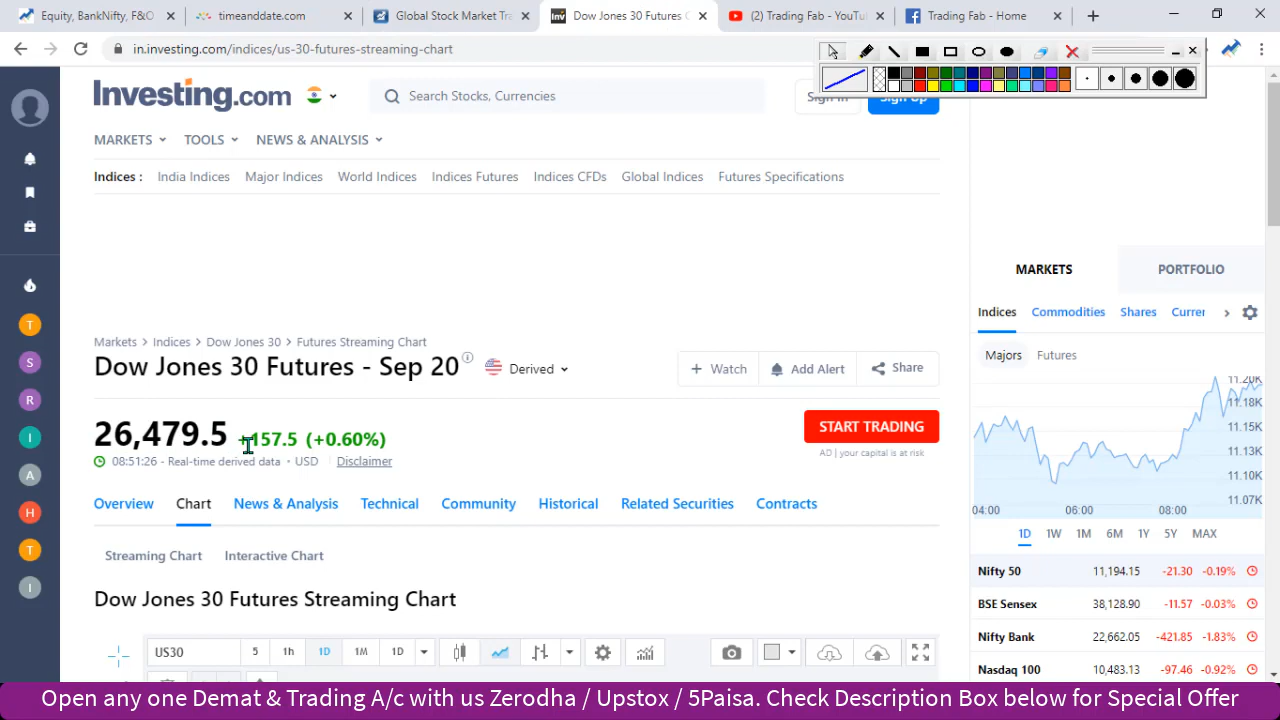 Equity, BankNifty, F&O
timeanddate.com
Global Stock Market Tra
Dow Jones 30 Futures C
(2) Trading Fab - YouTu
Trading Fab - Home
in.investing.com/indices/us-30-futures-streaming-chart
Investing.com
Search Stocks, Currencies
Sign In
Sign Up
MARKETS
TOOLS
NEWS & ANALYSIS
Indices :
India Indices
Major Indices
World Indices
Indices Futures
Indices CFDs
Global Indices
Futures Specifications
Markets > Indices > Dow Jones 30 > Futures Streaming Chart
Dow Jones 30 Futures - Sep 20
Derived
+ Watch
Add Alert
Share
26,479.5 +157.5 (+0.60%)
08:51:26 - Real-time derived data • USD
Disclaimer
START TRADING
AD | your capital is at risk
Overview
Chart
News & Analysis
Technical
Community
Historical
Related Securities
Contracts
Streaming Chart
Interactive Chart
Dow Jones 30 Futures Streaming Chart
US30 5 1h 1D 1M 1D
T
S
R
I
A
H
T
I
MARKETS
PORTFOLIO
Indices
Commodities
Shares
Currer
Majors
Futures
11.20K
11.18K
11.15K
11.13K
11.10K
11.07K
04:00 06:00 08:00
1D 1W 1M 6M 1Y 5Y MAX
Nifty 50 11,194.15 -21.30 -0.19%
BSE Sensex 38,128.90 -11.57 -0.03%
Nifty Bank 22,662.05 -421.85 -1.83%
Nasdaq 100 10,483.13 -97.46 -0.92%
Open any one Demat & Trading A/c with us Zerodha / Upstox / 5Paisa. Check Description Box below for Special Offer